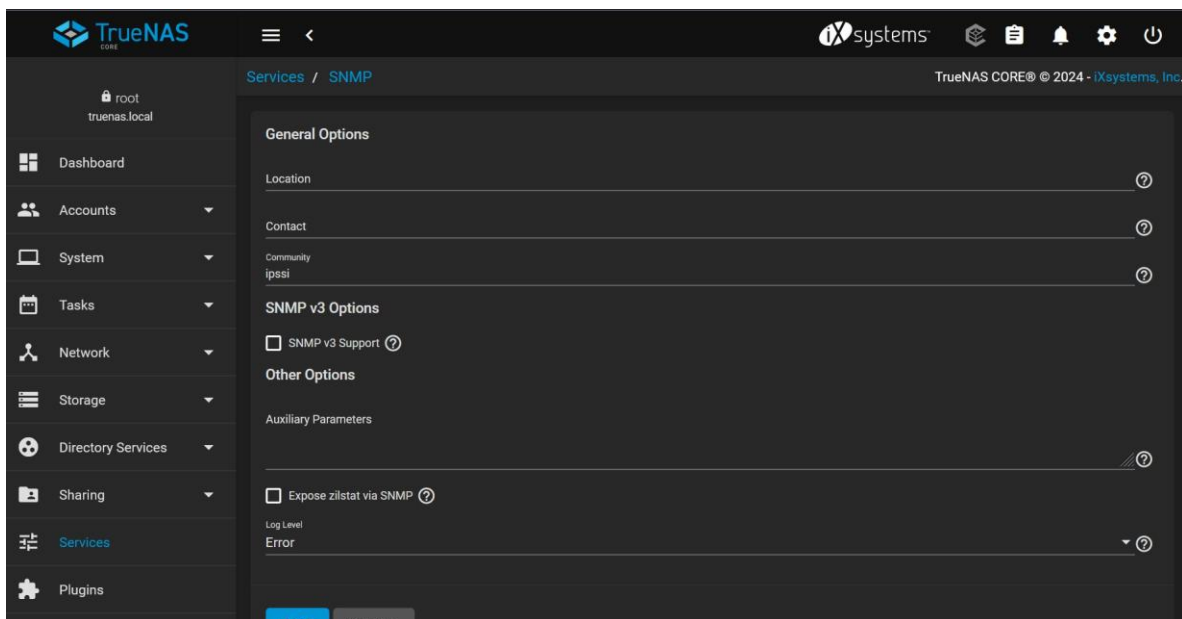 TrueNAS
CORE
iXsystems
root
truenas.local
Services / SNMP
TrueNAS CORE® © 2024 - iXsystems, Inc.
Dashboard
Accounts
System
Tasks
Network
Storage
Directory Services
Sharing
Services
Plugins
General Options
Location
Contact
Community
ipssi
SNMP v3 Options
SNMP v3 Support
Other Options
Auxiliary Parameters
Expose zilstat via SNMP
Log Level
Error